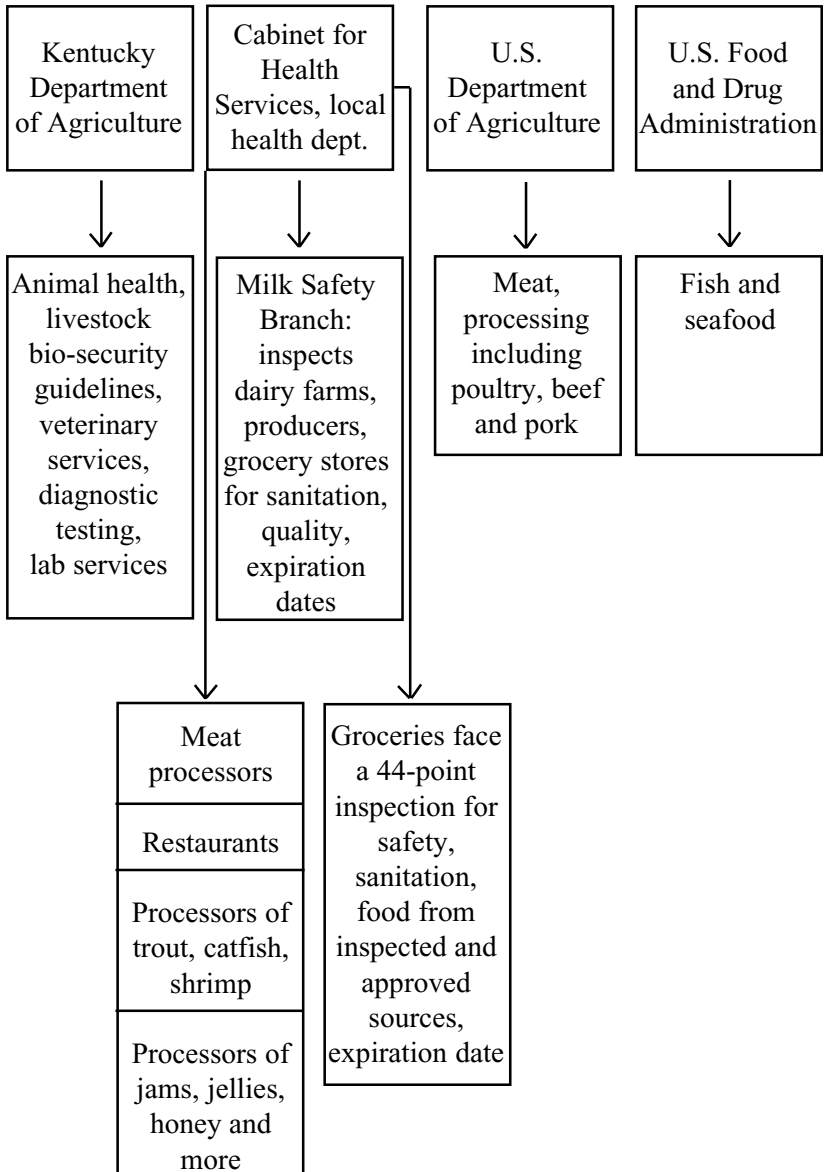 Kentucky
Department
of Agriculture
Cabinet for
Health
Services, local
health dept.
U.S.
Department
of Agriculture
U.S. Food
and Drug
Administration
Animal health,
livestock
bio-security
guidelines,
veterinary
services,
diagnostic
testing,
lab services
Milk Safety
Branch:
inspects
dairy farms,
producers,
grocery stores
for sanitation,
quality,
expiration
dates
Meat,
processing
including
poultry, beef
and pork
Fish and
seafood
Meat
processors
Restaurants
Processors of
trout, catfish,
shrimp
Processors of
jams, jellies,
honey and
more
Groceries face
a 44-point
inspection for
safety,
sanitation,
food from
inspected and
approved
sources,
expiration date